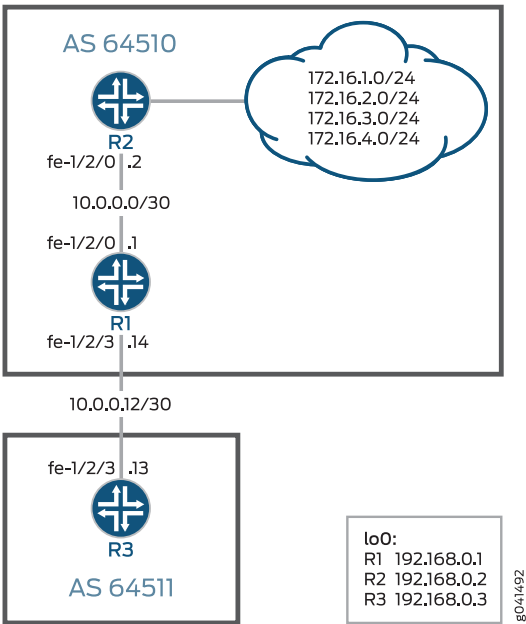 AS 64510
172.16.1.0/24
172.16.2.0/24
172.16.3.0/24
172.16.4.0/24
R2
fe-1/2/0 .2
10.0.0.0/30
fe-1/2/0 .1
R1
fe-1/2/3 .14
10.0.0.12/30
fe-1/2/3 .13
R3
AS 64511
lo0:
R1 192.168.0.1
R2 192.168.0.2
R3 192.168.0.3
g041492